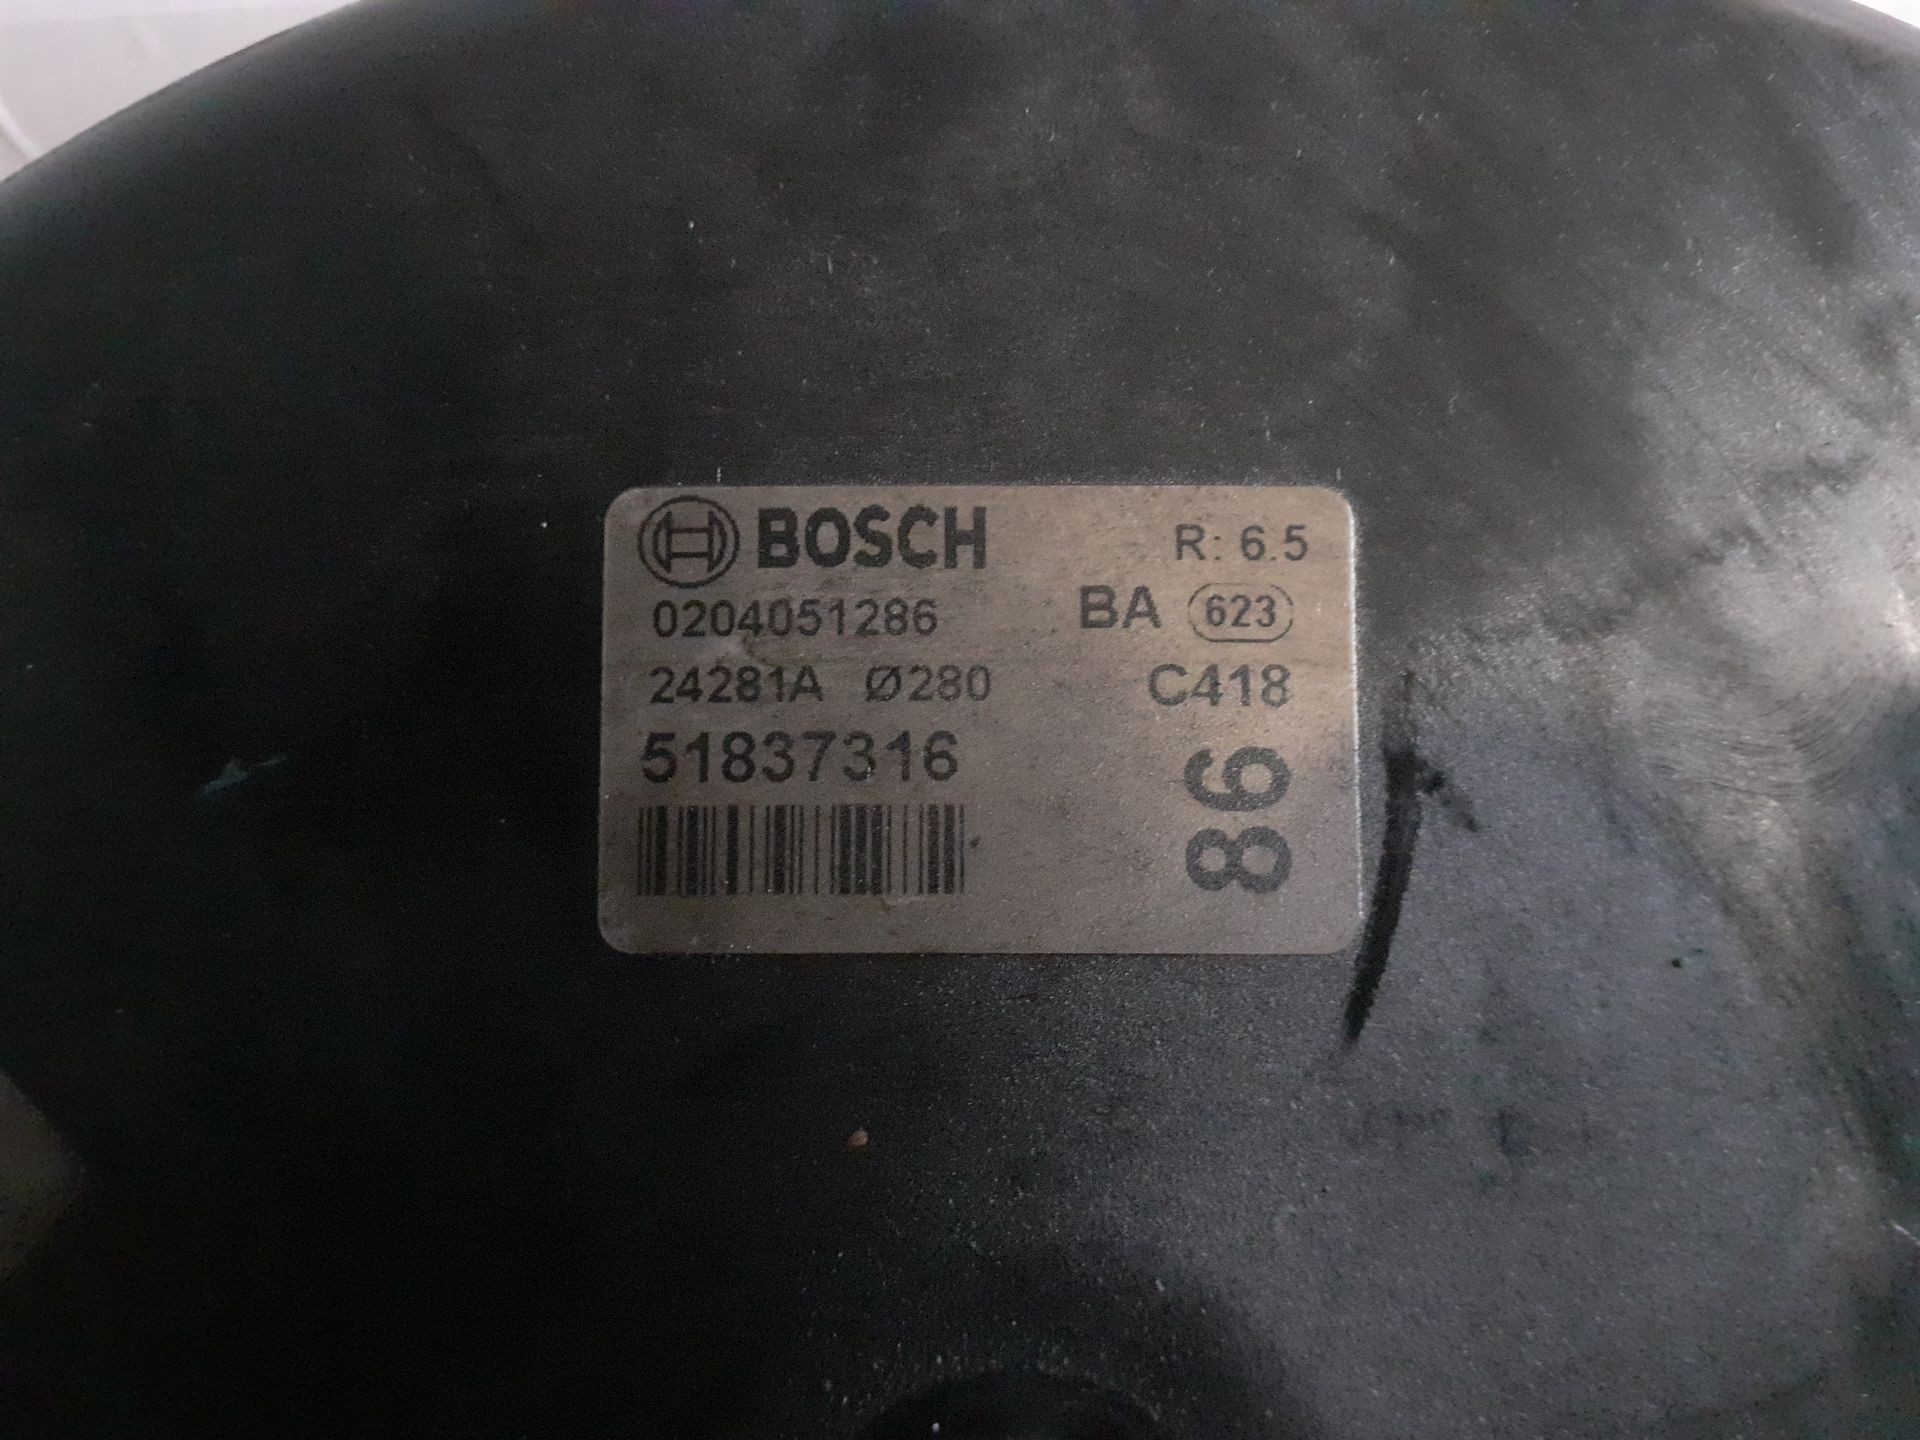 BOSCH R: 6.5
0204051286 BA 623
24281A Ø280 C418
51837316
86